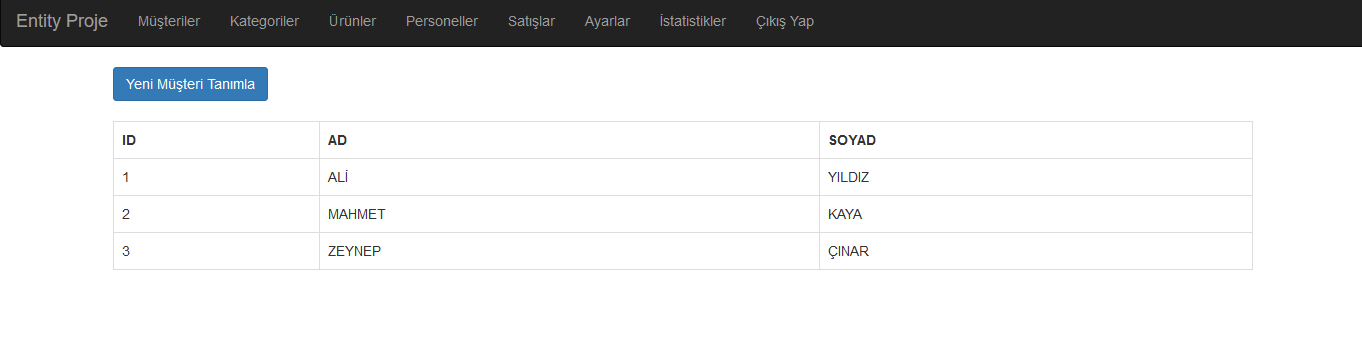 Entity Proje Müşteriler Kategoriler Ürünler Personeller Satışlar Ayarlar İstatistikler Çıkış Yap
Yeni Müşteri Tanımla
ID AD SOYAD
1 ALİ YILDIZ
2 MAHMET KAYA
3 ZEYNEP ÇINAR